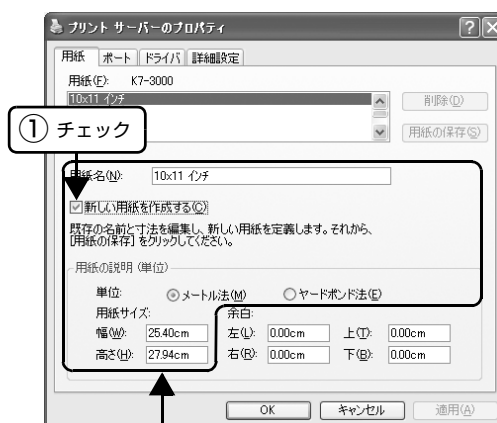 プリント サーバーのプロパティ
用紙 ポート ドライバ 詳細設定
用紙(F): K7-3000
10x11 インチ
削除(D)
① チェック
用紙の保存(S)
用紙名(N): 10x11 インチ
新しい用紙を作成する(C)
既存の名前と寸法を編集し、新しい用紙を定義します。それから、
[用紙の保存] をクリックしてください。
用紙の説明 (単位)
単位: メートル法(M) ヤードポンド法(E)
用紙サイズ: 余白:
幅(W): 25.40cm 左(L): 0.00cm 上(T): 0.00cm
高さ(H): 27.94cm 右(R): 0.00cm 下(B): 0.00cm
OK キャンセル 適用(A)